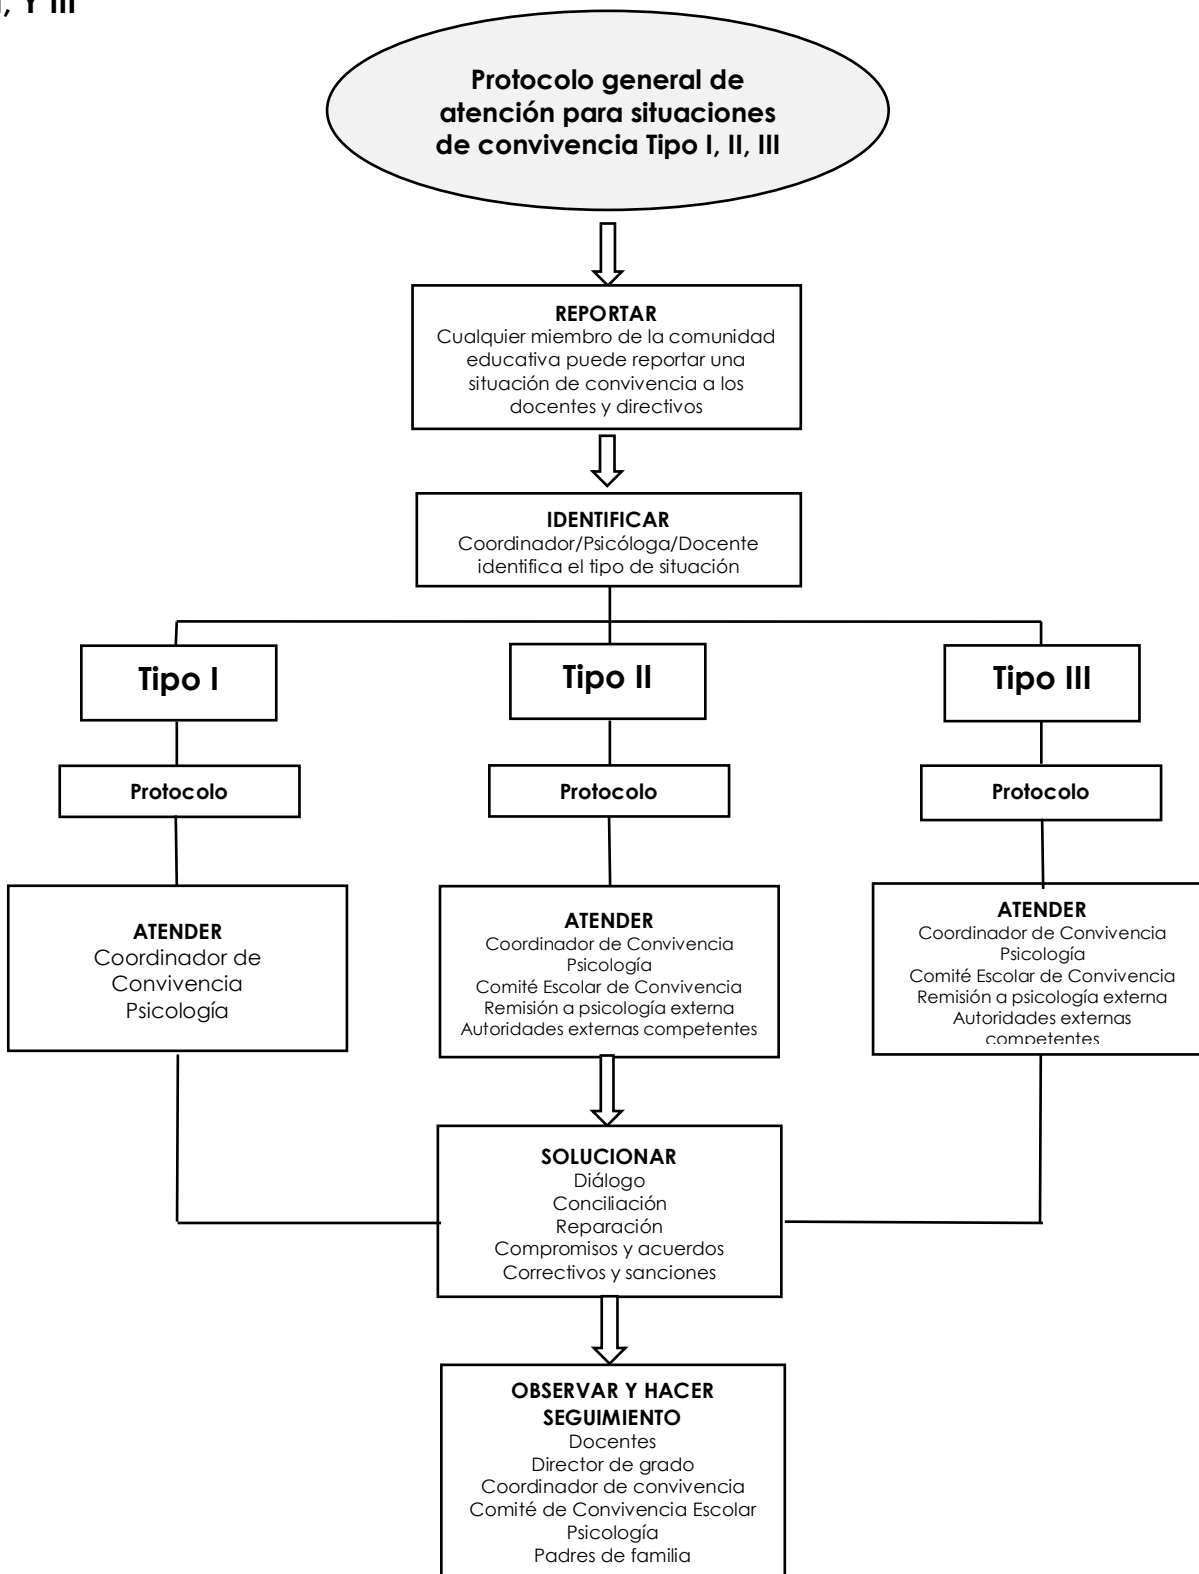 , Y III
Protocolo general de
atención para situaciones
de convivencia Tipo I, II, III
REPORTAR
Cualquier miembro de la comunidad
educativa puede reportar una
situación de convivencia a los
docentes y directivos
IDENTIFICAR
Coordinador/Psicóloga/Docente
identifica el tipo de situación
Tipo I
Tipo II
Tipo III
Protocolo
Protocolo
Protocolo
ATENDER
Coordinador de
Convivencia
Psicología
ATENDER
Coordinador de Convivencia
Psicología
Comité Escolar de Convivencia
Remisión a psicología externa
Autoridades externas competentes
ATENDER
Coordinador de Convivencia
Psicología
Comité Escolar de Convivencia
Remisión a psicología externa
Autoridades externas
competentes
SOLUCIONAR
Diálogo
Conciliación
Reparación
Compromisos y acuerdos
Correctivos y sanciones
OBSERVAR Y HACER
SEGUIMIENTO
Docentes
Director de grado
Coordinador de convivencia
Comité de Convivencia Escolar
Psicología
Padres de familia